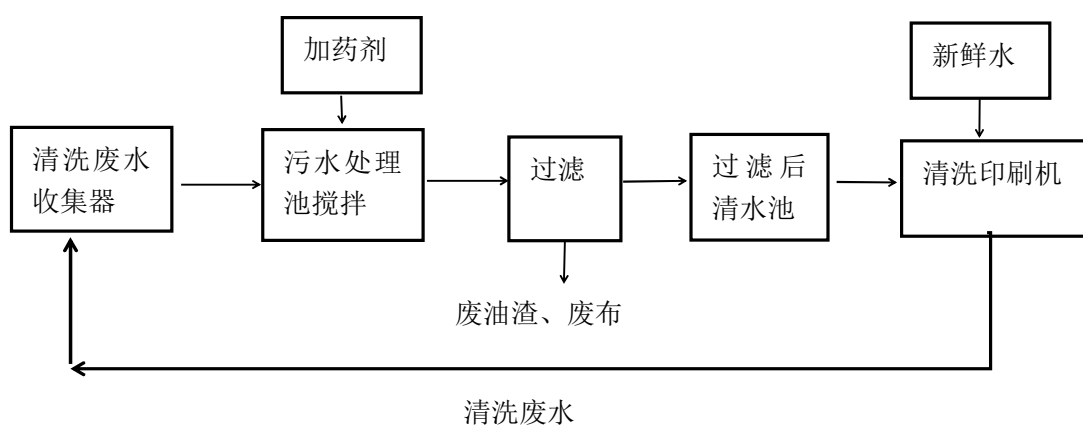 加药剂
新鲜水
清洗废水
收集器
污水处理
池搅拌
过滤
过滤后
清水池
清洗印刷机
废油渣、废布
清洗废水